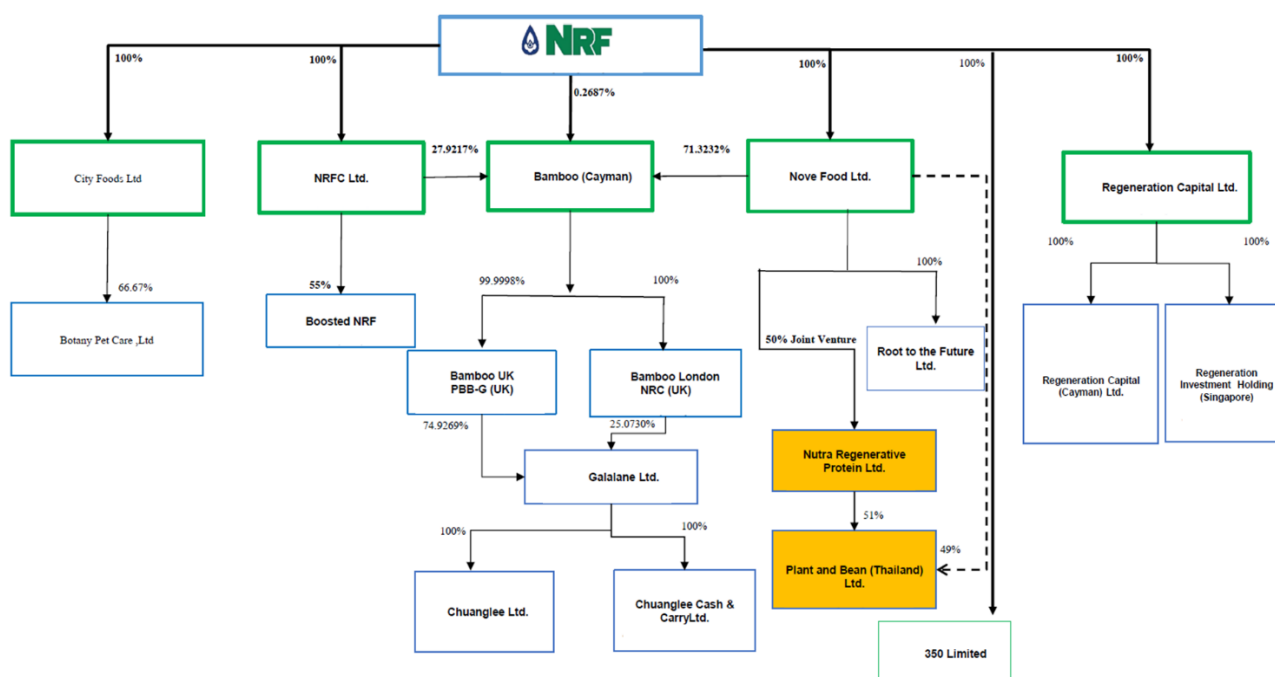 NRF
100%
100%
0.2687%
100%
100%
100%
City Foods Ltd
NRFC Ltd.
27.9217%
Bamboo (Cayman)
71.3232%
Nove Food Ltd.
Regeneration Capital Ltd.
66.67%
55%
99.9998%
100%
100%
100%
100%
Botany Pet Care ,Ltd
Boosted NRF
50% Joint Venture
Root to the Future
Ltd.
Bamboo UK
PBB-G (UK)
Bamboo London
NRC (UK)
Regeneration Capital
(Cayman) Ltd.
Regeneration
Investment Holding
(Singapore)
74.9269%
25.0730%
Galalane Ltd.
Nutra Regenerative
Protein Ltd.
51%
100%
100%
49%
Plant and Bean (Thailand)
Ltd.
Chuanglee Ltd.
Chuanglee Cash &
CarryLtd.
350 Limited